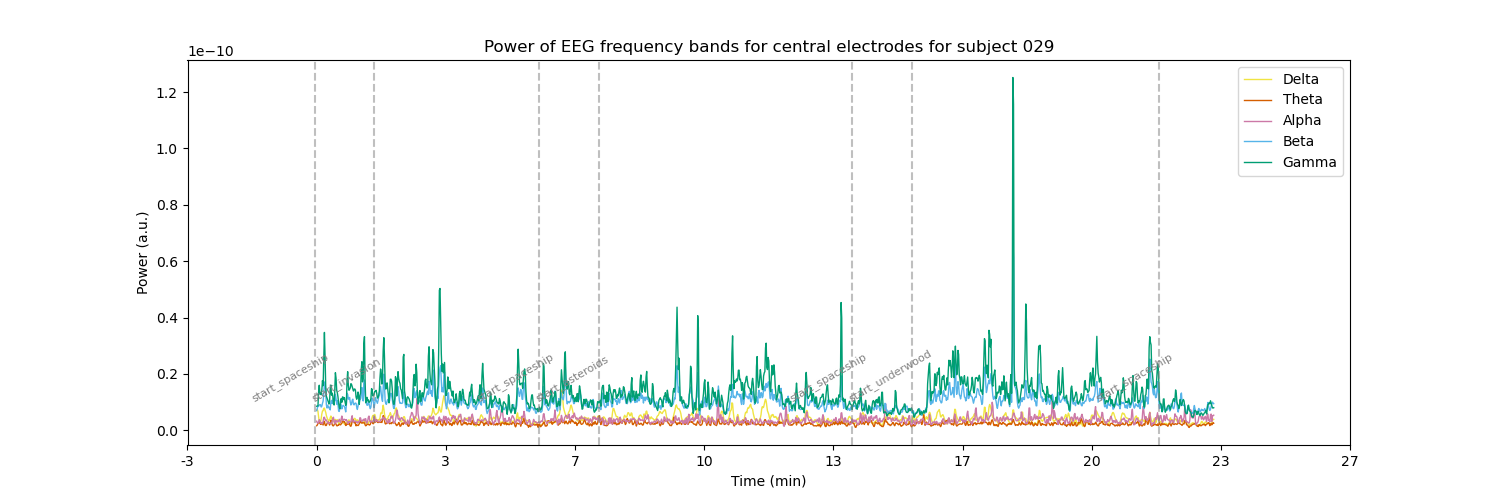 Power of EEG frequency bands for central electrodes for subject 029
1e−10
1.2
1.0
0.8
0.6
0.4
0.2
0.0
Power (a.u.)
Delta
Theta
Alpha
Beta
Gamma
start_spaceship
start_invasion
start_spaceship
start_asteroids
start_spaceship
start_underwood
start_spaceship
-3
0
3
7
10
13
17
20
23
27
Time (min)